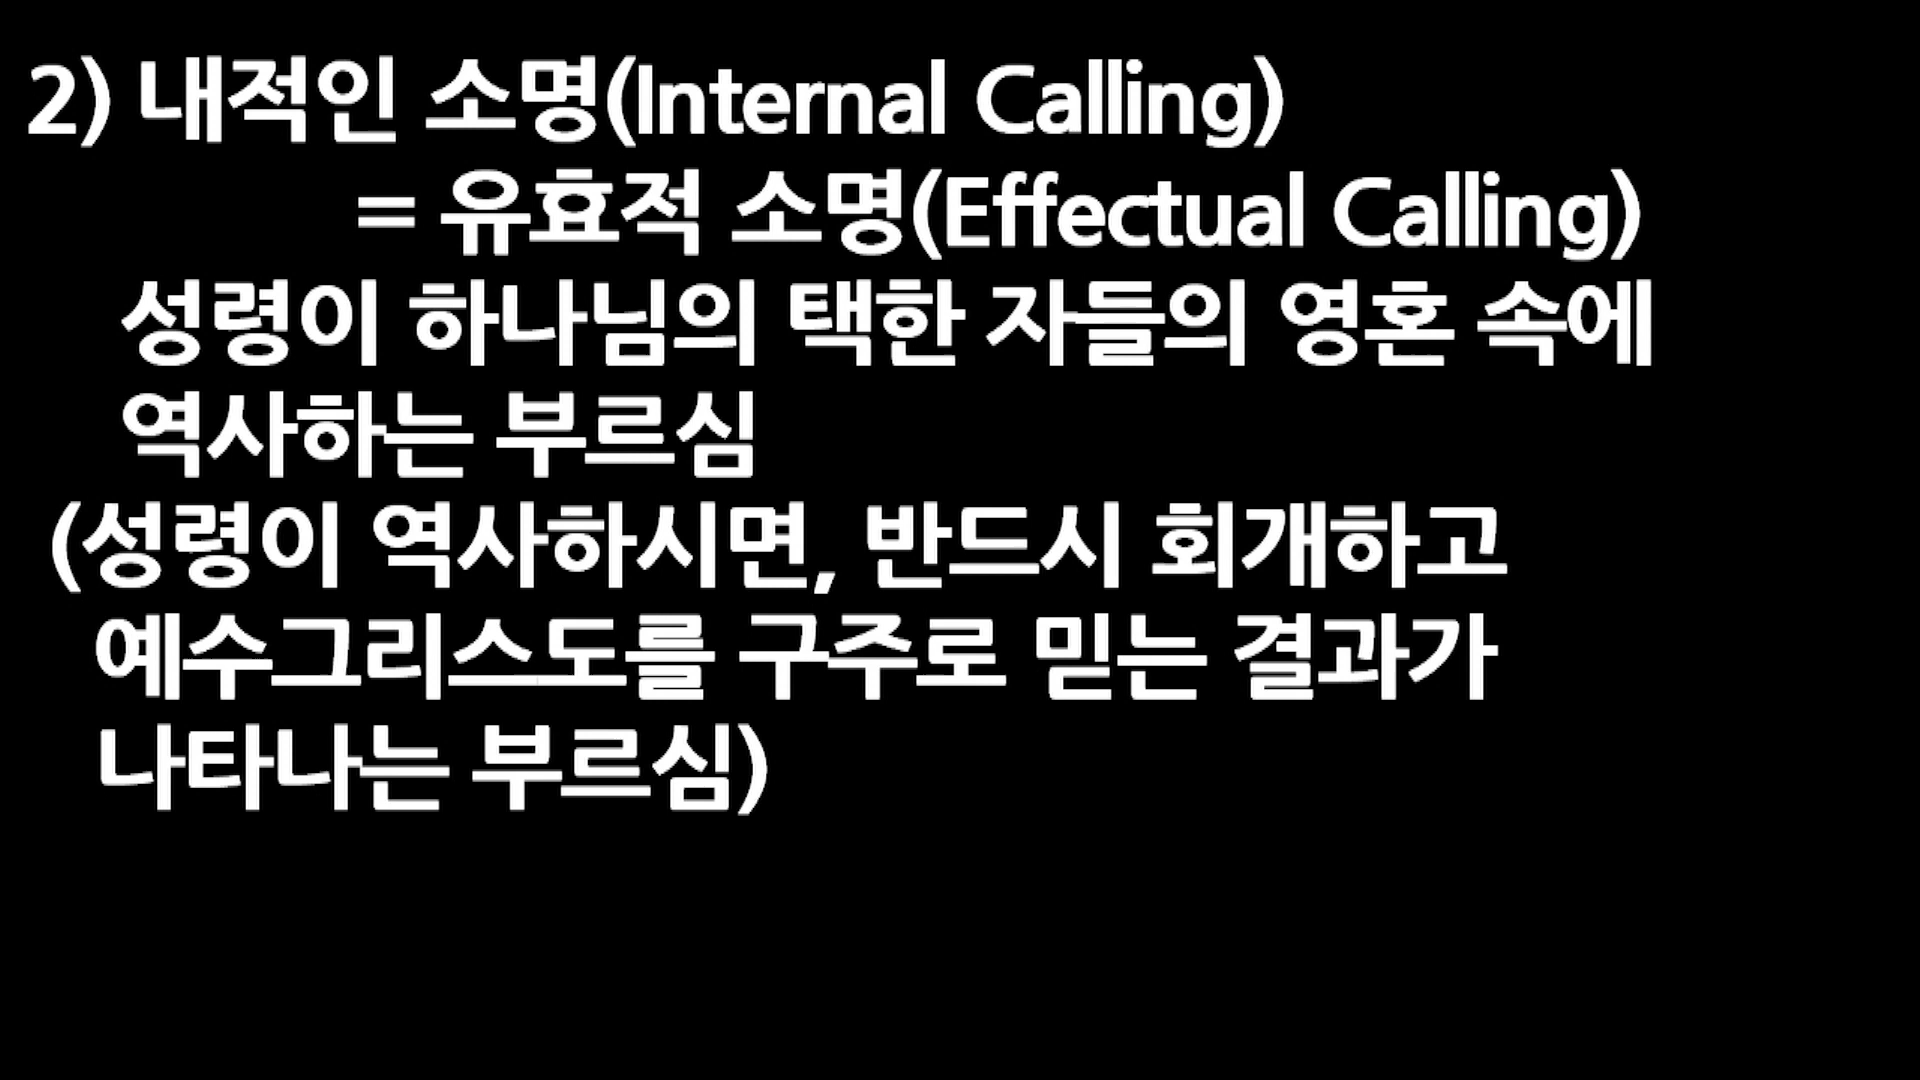 2) 내적인 소명(Internal Calling)
= 유효적 소명(Effectual Calling)
성령이 하나님의 택한 자들의 영혼 속에
역사하는 부르심
(성령이 역사하시면, 반드시 회개하고
예수그리스도를 구주로 믿는 결과가
나타나는 부르심)